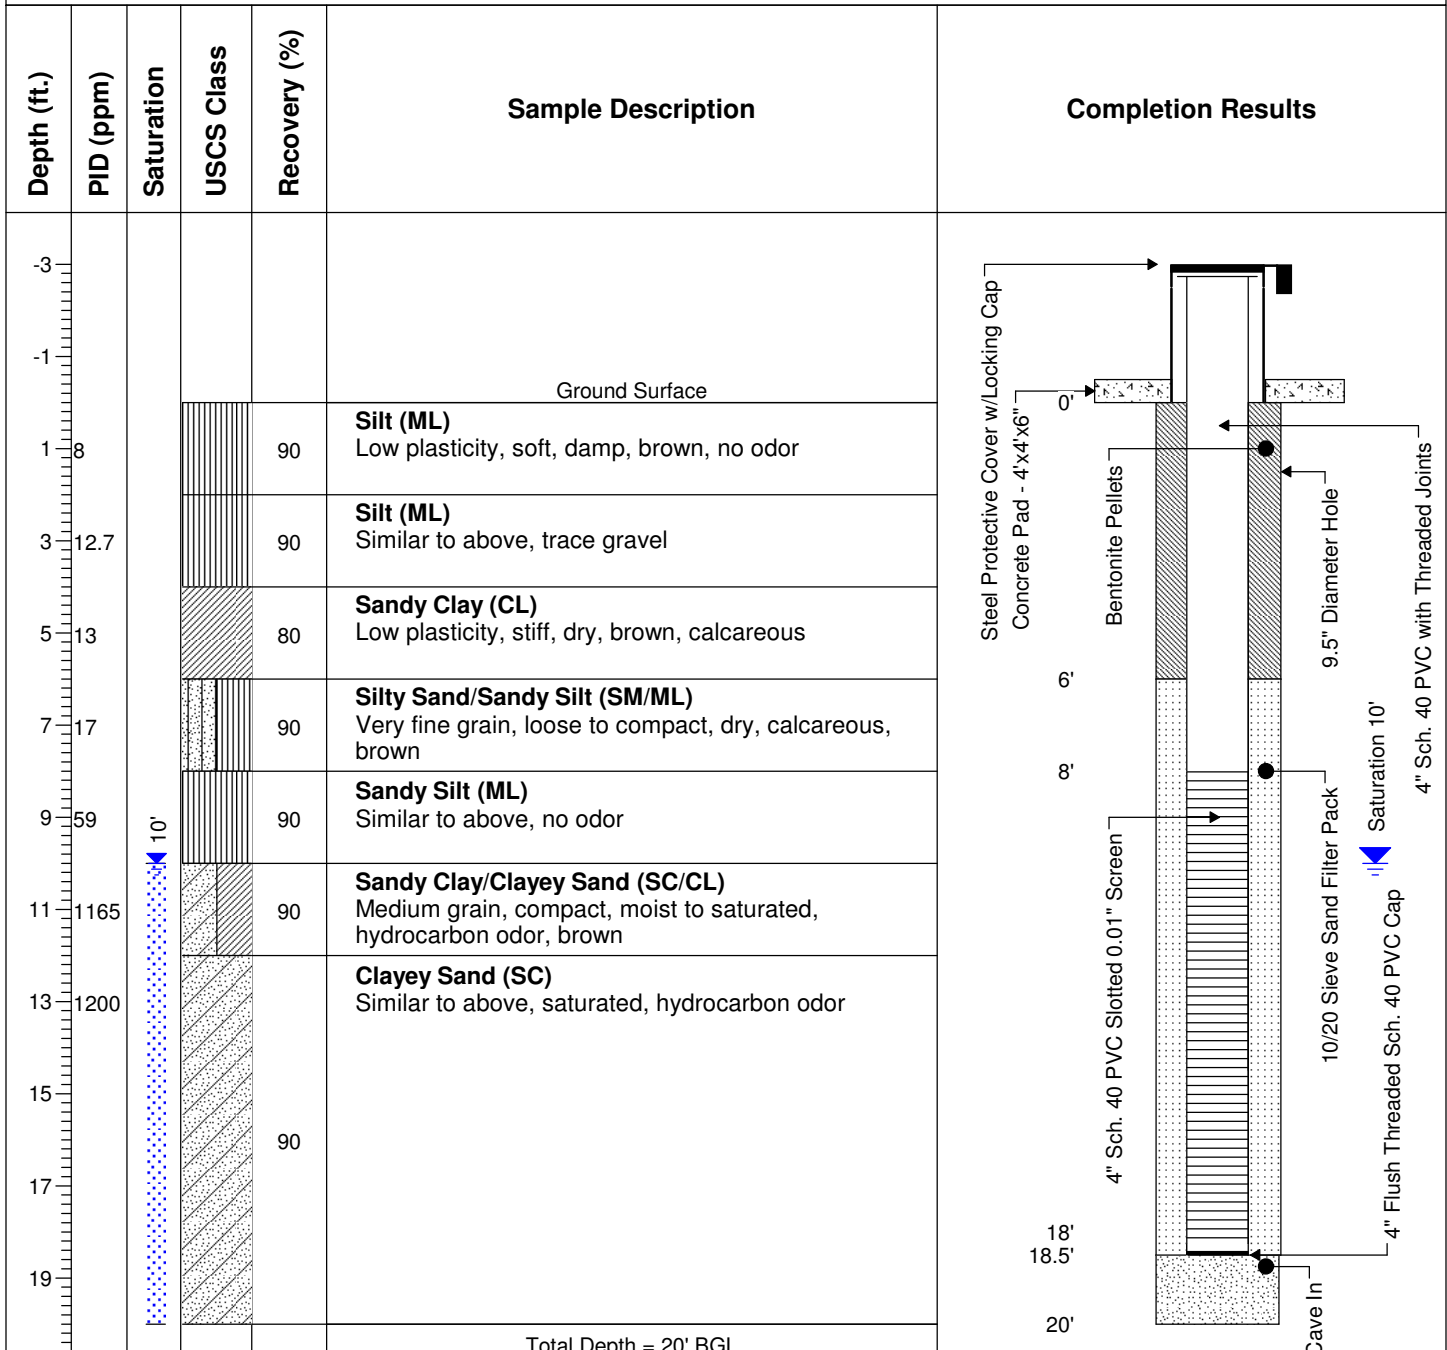 Depth (ft.)
PID (ppm)
Saturation
USCS Class
Recovery (%)
Sample Description
Completion Results
-3
-1
Ground Surface
Silt (ML)
1
8
90
Low plasticity, soft, damp, brown, no odor
Silt (ML)
3
12.7
90
Similar to above, trace gravel
Sandy Clay (CL)
5
13
80
Low plasticity, stiff, dry, brown, calcareous
Silty Sand/Sandy Silt (SM/ML)
7
17
90
Very fine grain, loose to compact, dry, calcareous,
brown
Sandy Silt (ML)
9
59
90
Similar to above, no odor
10'
Sandy Clay/Clayey Sand (SC/CL)
11
1165
90
Medium grain, compact, moist to saturated,
hydrocarbon odor, brown
Clayey Sand (SC)
13
1200
Similar to above, saturated, hydrocarbon odor
15
90
17
19
Total Depth = 20' BGL
Steel Protective Cover w/Locking Cap
Concrete Pad - 4'x4'x6"
0'
Bentonite Pellets
9.5" Diameter Hole
4" Sch. 40 PVC with Threaded Joints
6'
8'
4" Sch. 40 PVC Slotted 0.01" Screen
10/20 Sieve Sand Filter Pack
Saturation 10'
4" Flush Threaded Sch. 40 PVC Cap
18'
18.5'
20'
Cave In